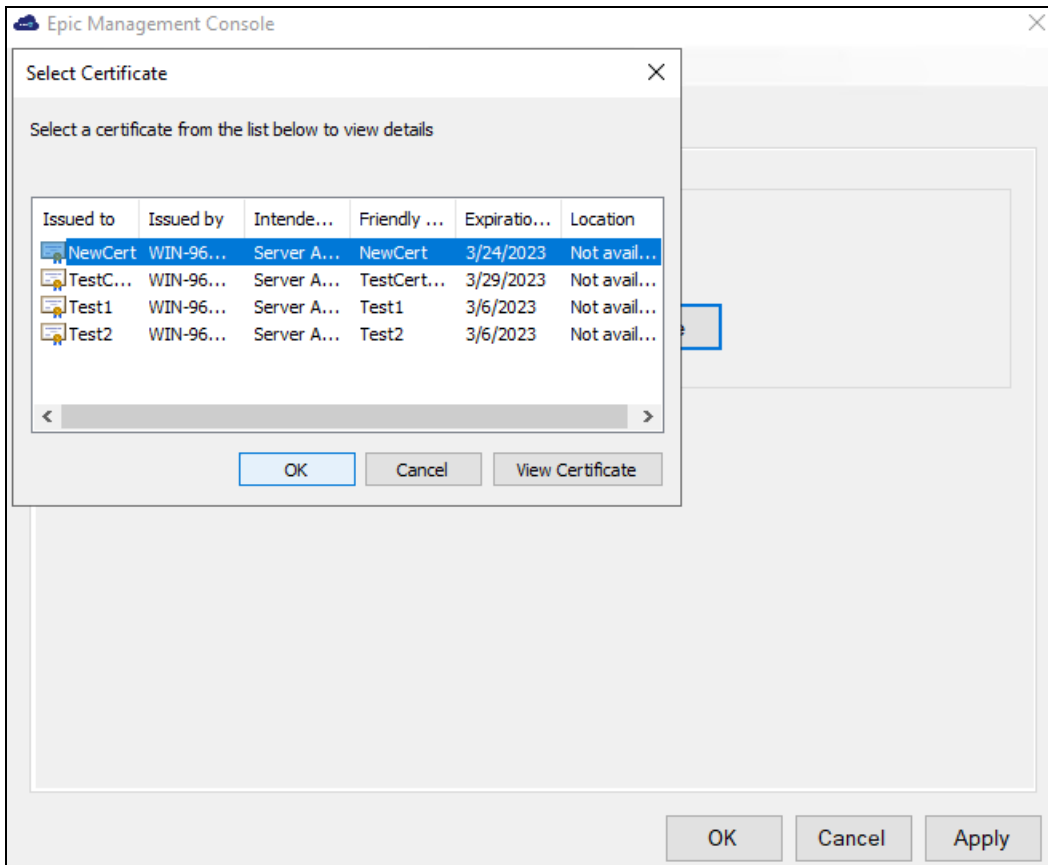 Epic Management Console
Select Certificate
Select a certificate from the list below to view details
Issued to Issued by Intende... Friendly ... Expiratio... Location
NewCert WIN-96... Server A... NewCert 3/24/2023 Not avail...
TestC... WIN-96... Server A... TestCert... 3/29/2023 Not avail...
Test1 WIN-96... Server A... Test1 3/6/2023 Not avail...
Test2 WIN-96... Server A... Test2 3/6/2023 Not avail...
OK Cancel View Certificate
OK Cancel Apply